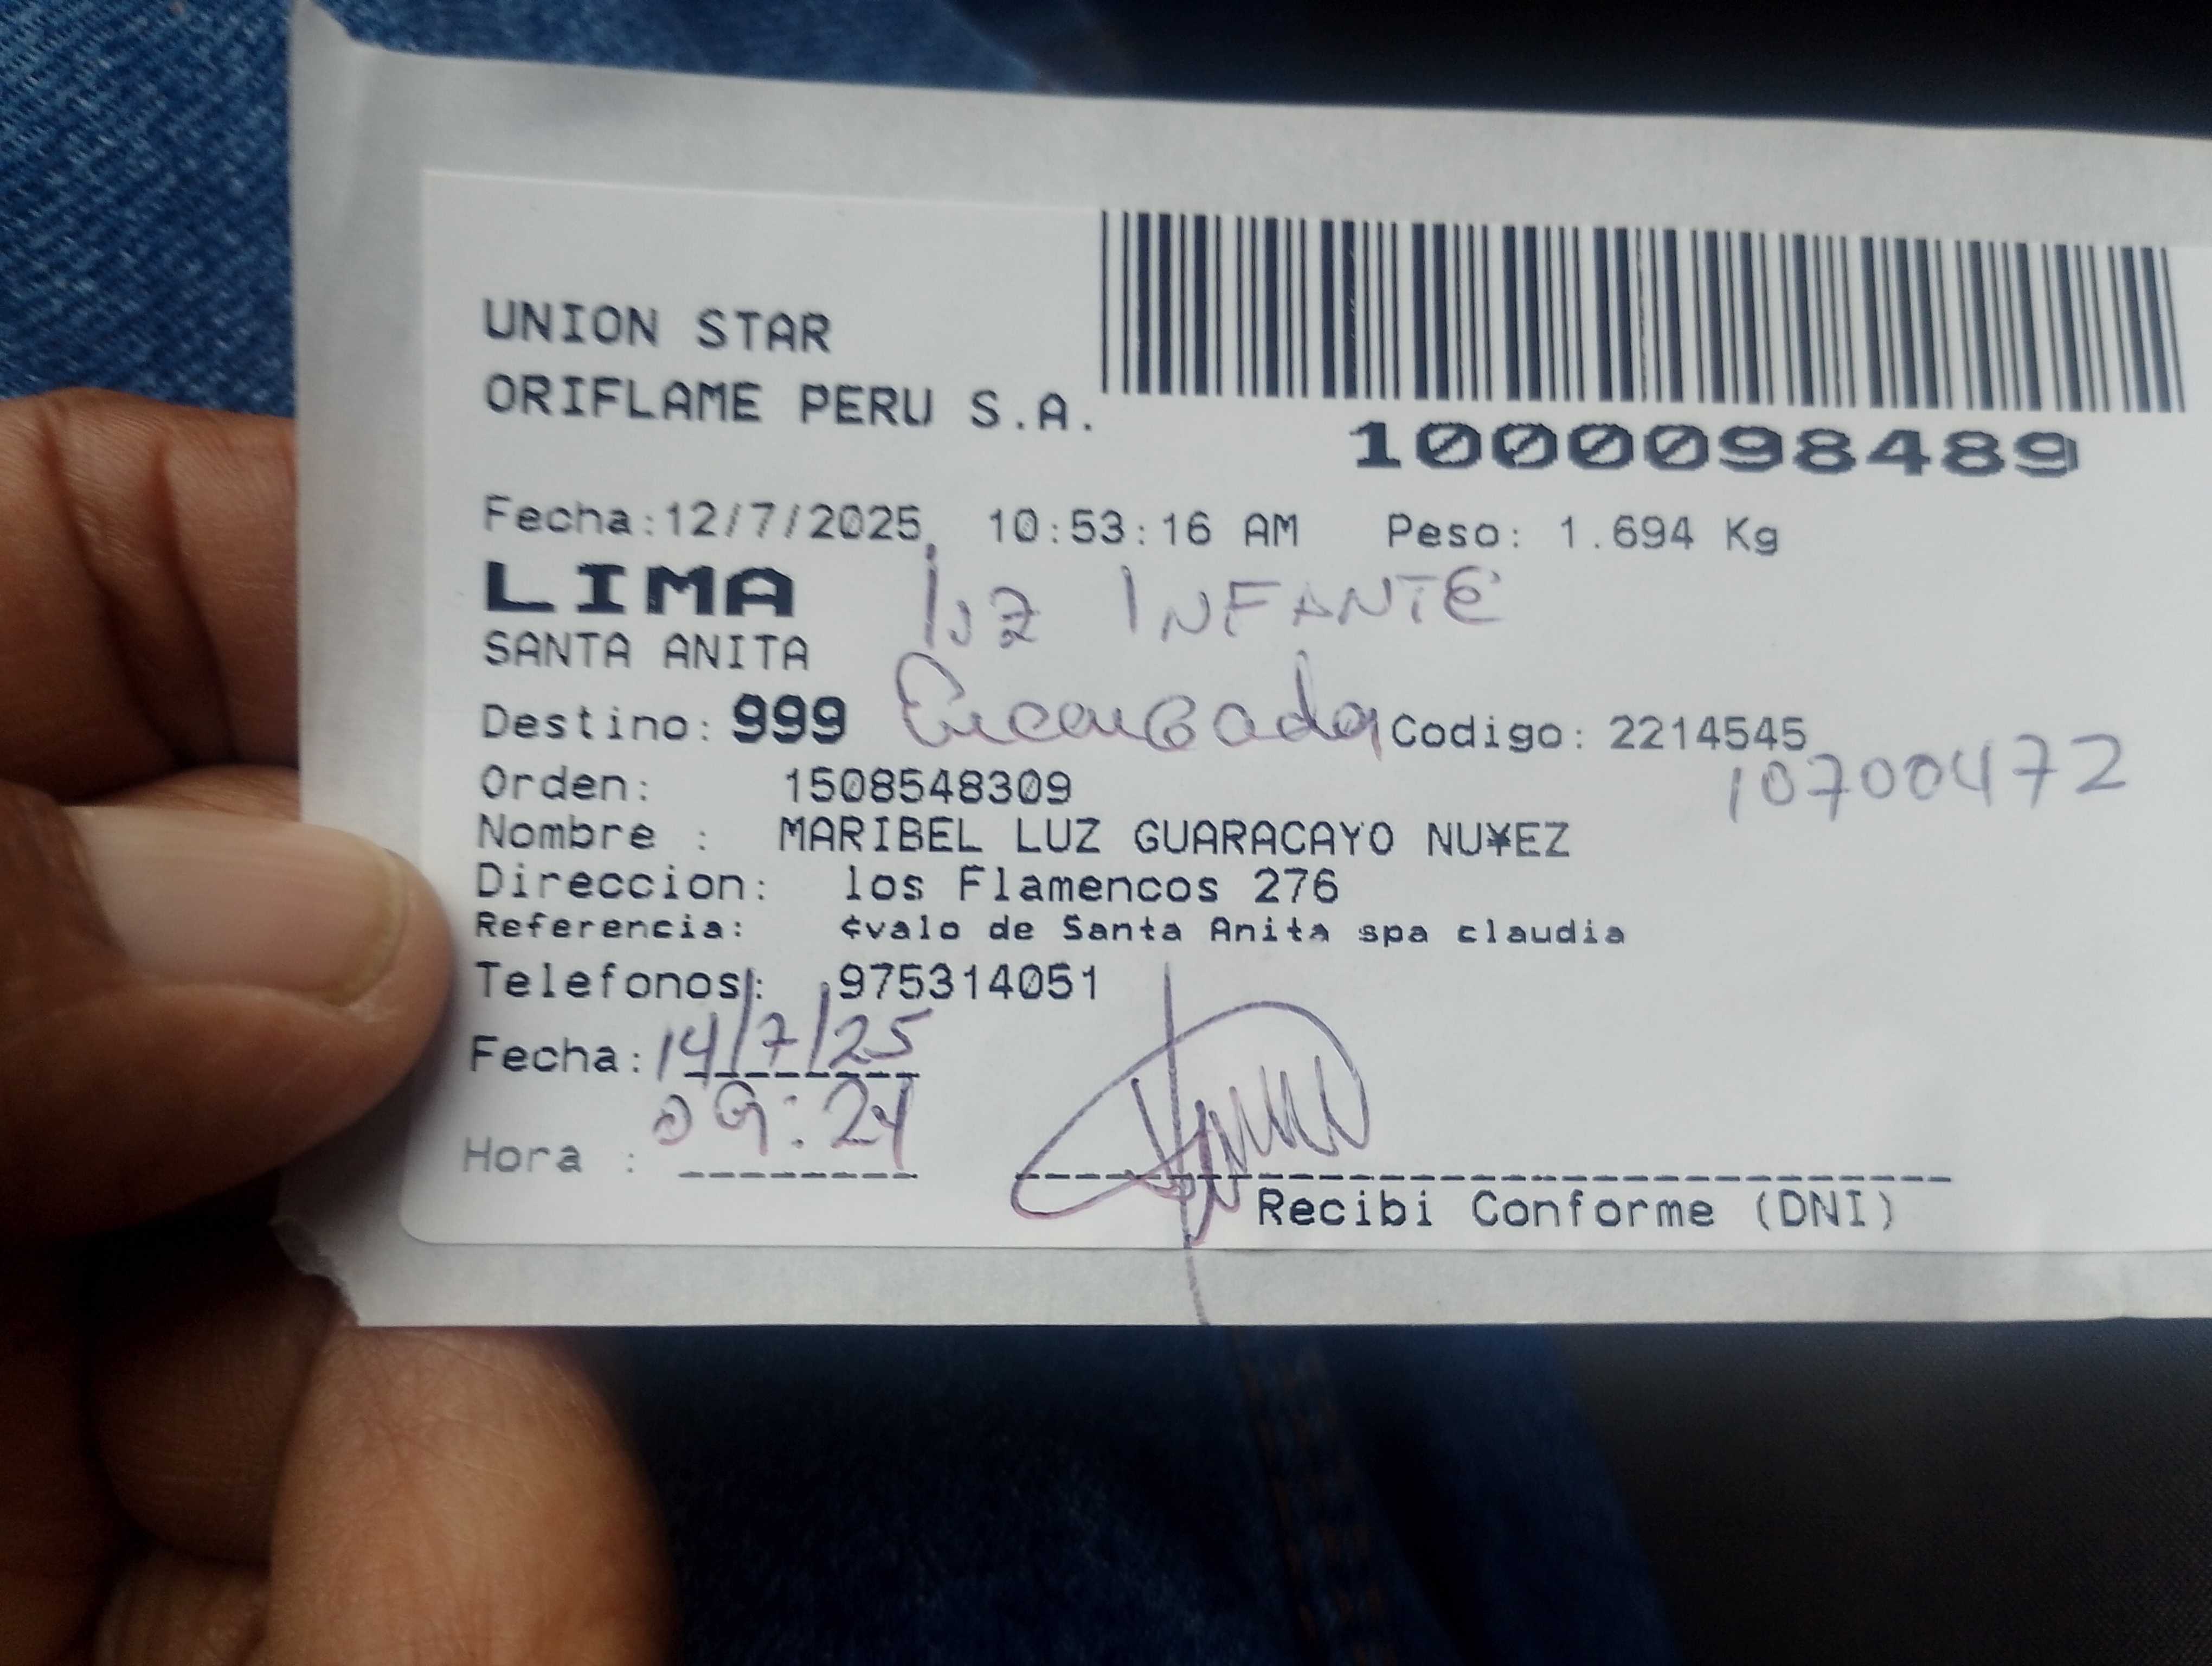 UNION STAR
ORIFLAME PERU S.A.
1000098489
Fecha:12/7/2025 10:53:16 AM Peso: 1.694 Kg
LIMA luz INFANTE
SANTA ANITA
Destino: 999 Encargada Codigo: 2214545
10700472
Orden: 1508548309
Nombre : MARIBEL LUZ GUARACAYO NU¥EZ
Direccion: los Flamencos 276
Referencia: ¢valo de Santa Anita spa claudia
Telefonos: 975314051
Fecha: 14/7/25
Hora : 09:24
Recibi Conforme (DNI)